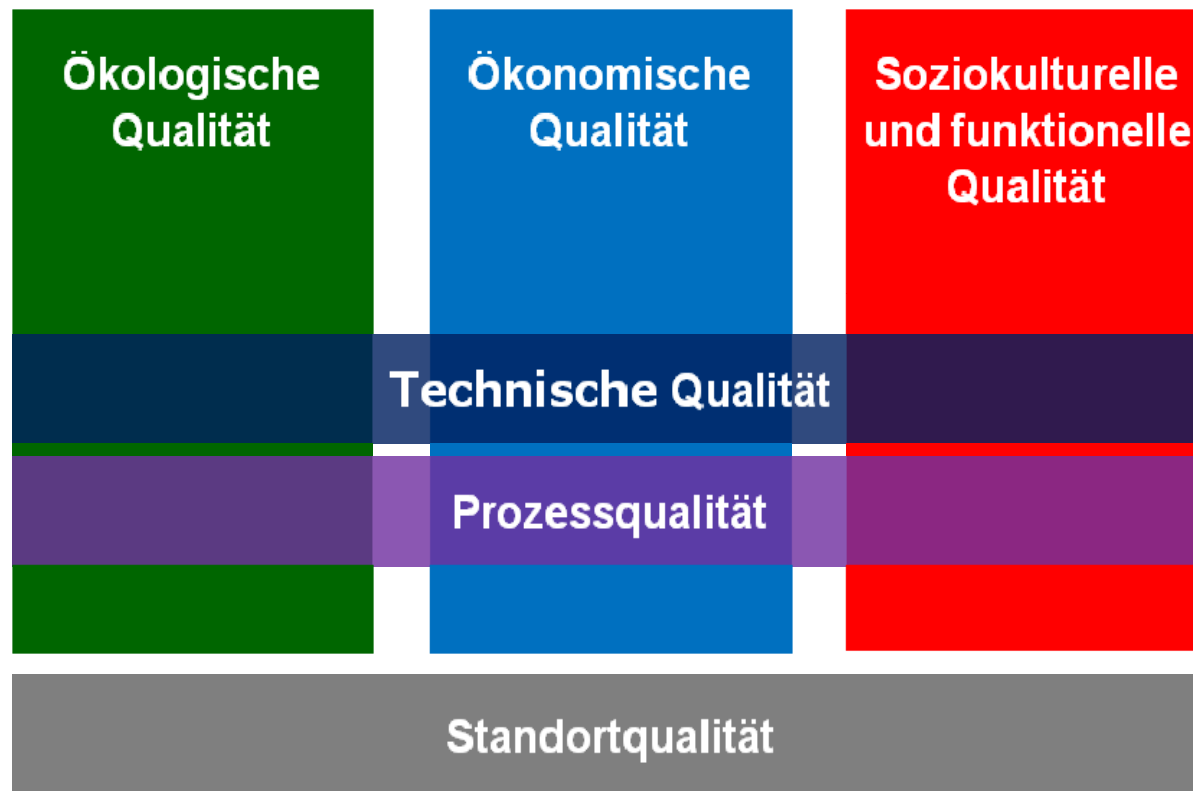 Ökologische
Qualität
Ökonomische
Qualität
Soziokulturelle
und funktionelle
Qualität
Technische Qualität
Prozessqualität
Standortqualität